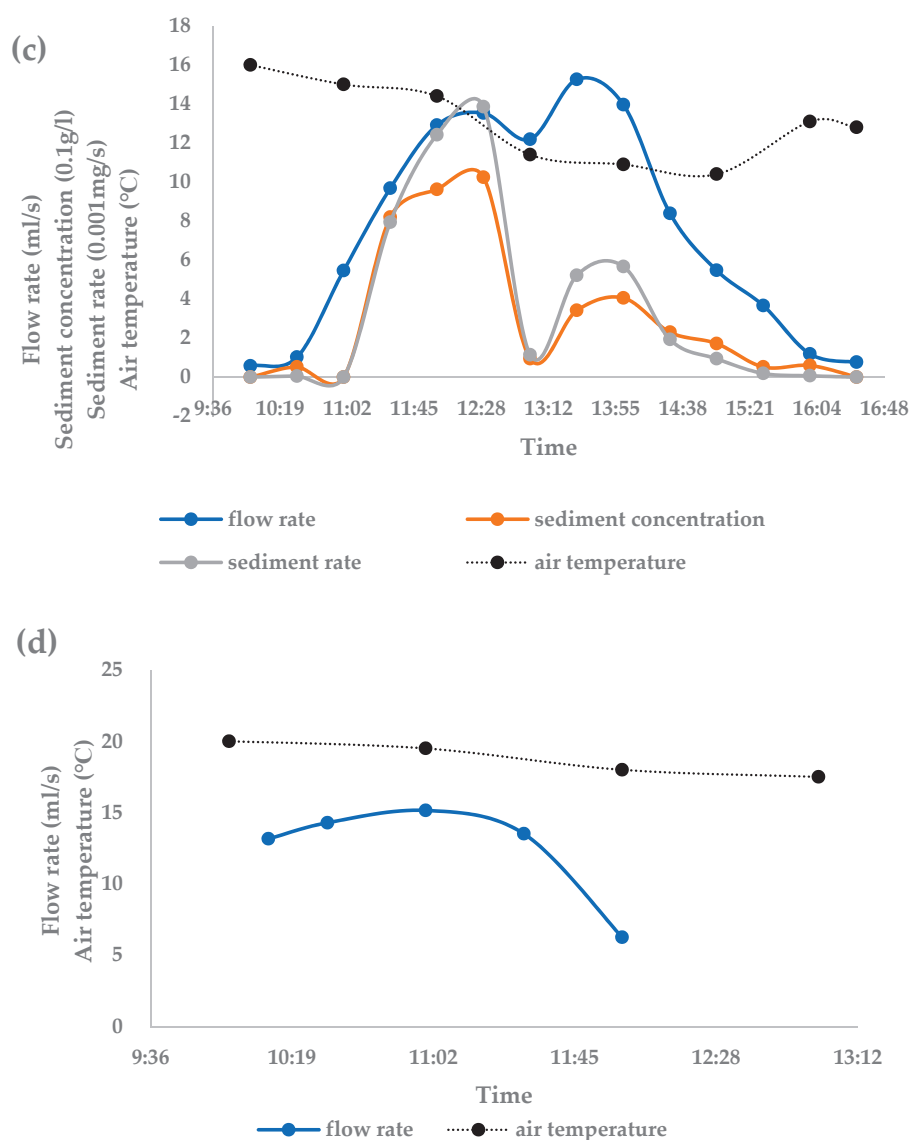 (c)
18
16
14
12
10
8
6
4
2
0
-2
Flow rate (ml/s)
Sediment concentration (0.1g/l)
Sediment rate (0.001mg/s)
Air temperature (°C)
9:36 10:19 11:02 11:45 12:28 13:12 13:55 14:38 15:21 16:04 16:48
Time
flow rate sediment concentration
sediment rate air temperature
(d)
25
20
15
10
5
0
Flow rate (ml/s)
Air temperature (°C)
9:36 10:19 11:02 11:45 12:28 13:12
Time
flow rate air temperature